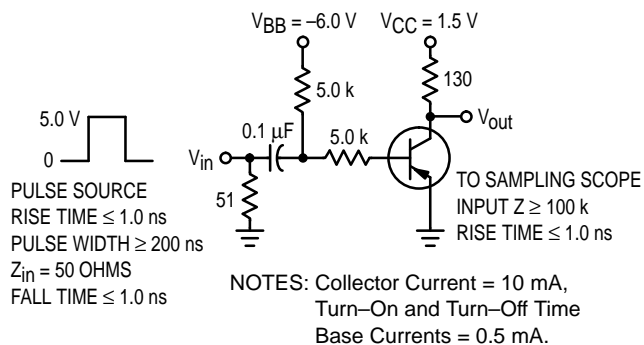 VBB = –6.0 V
VCC = 1.5 V
5.0 k
130
5.0 V
0
0.1 µF
Vin
5.0 k
Vout
51
PULSE SOURCE
RISE TIME ≤ 1.0 ns
PULSE WIDTH ≥ 200 ns
Zin = 50 OHMS
FALL TIME ≤ 1.0 ns
TO SAMPLING SCOPE
INPUT Z ≥ 100 k
RISE TIME ≤ 1.0 ns
NOTES: Collector Current = 10 mA,
Turn–On and Turn–Off Time
Base Currents = 0.5 mA.